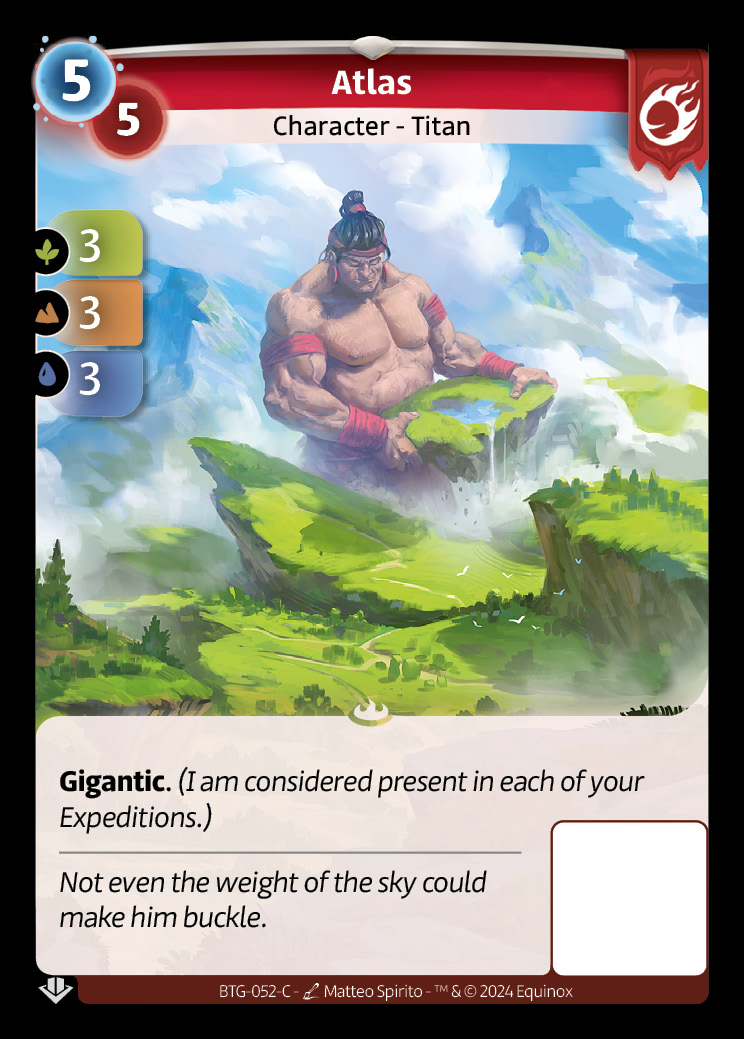 5
Atlas
5
Character - Titan
3
3
3
Gigantic. (I am considered present in each of your
Expeditions.)
Not even the weight of the sky could
make him buckle.
BTG-052-C - Matteo Spirito - ™ & © 2024 Equinox